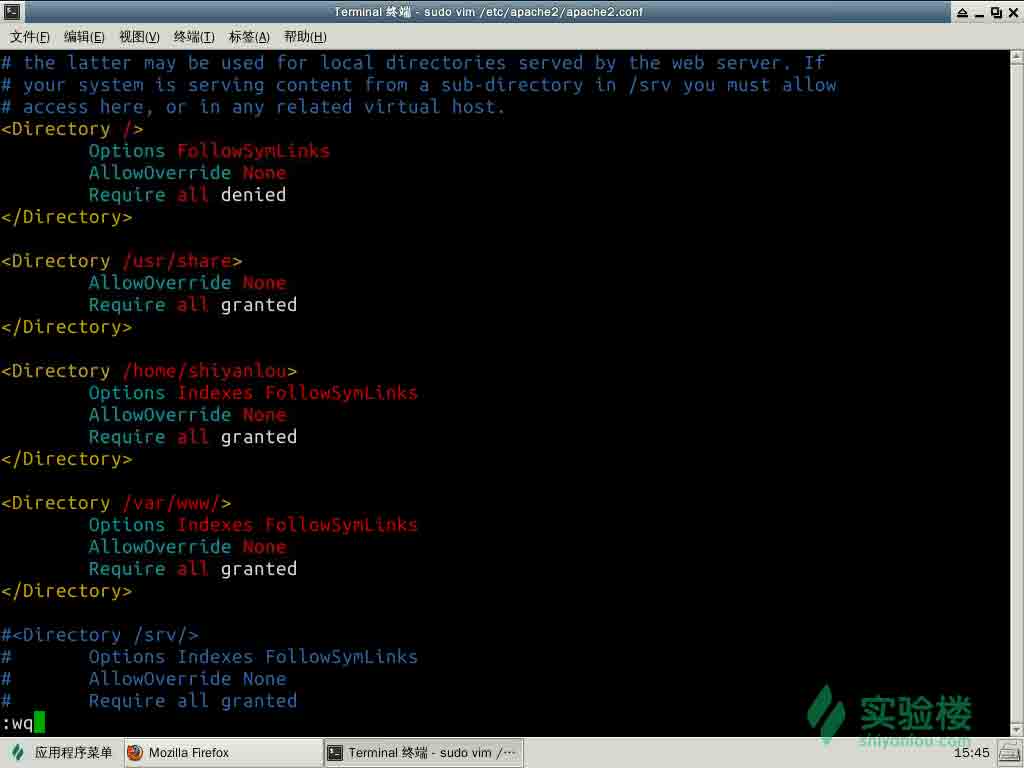 Terminal 终端 - sudo vim /etc/apache2/apache2.conf
文件(F) 编辑(E) 视图(V) 终端(T) 标签(A) 帮助(H)
# the latter may be used for local directories served by the web server. If
# your system is serving content from a sub-directory in /srv you must allow
# access here, or in any related virtual host.
<Directory />
        Options FollowSymLinks
        AllowOverride None
        Require all denied
</Directory>
<Directory /usr/share>
        AllowOverride None
        Require all granted
</Directory>
<Directory /home/shiyanlou>
        Options Indexes FollowSymLinks
        AllowOverride None
        Require all granted
</Directory>
<Directory /var/www/>
        Options Indexes FollowSymLinks
        AllowOverride None
        Require all granted
</Directory>
#<Directory /srv/>
#       Options Indexes FollowSymLinks
#       AllowOverride None
#       Require all granted
:wq
实验楼
shiyanlou.com
应用程序菜单 Mozilla Firefox Terminal 终端 - sudo vim /··· 15:45